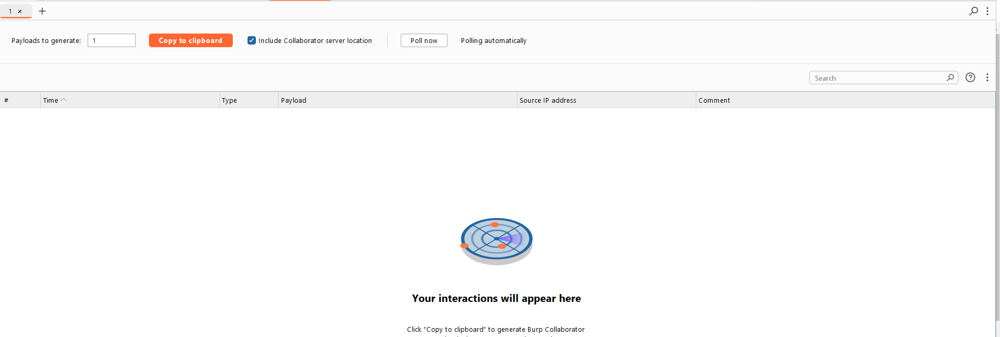 1
Payloads to generate: 1 Copy to clipboard Include Collaborator server location Poll now Polling automatically
Search
# Time Type Payload Source IP address Comment
Your interactions will appear here
Click "Copy to clipboard" to generate Burp Collaborator